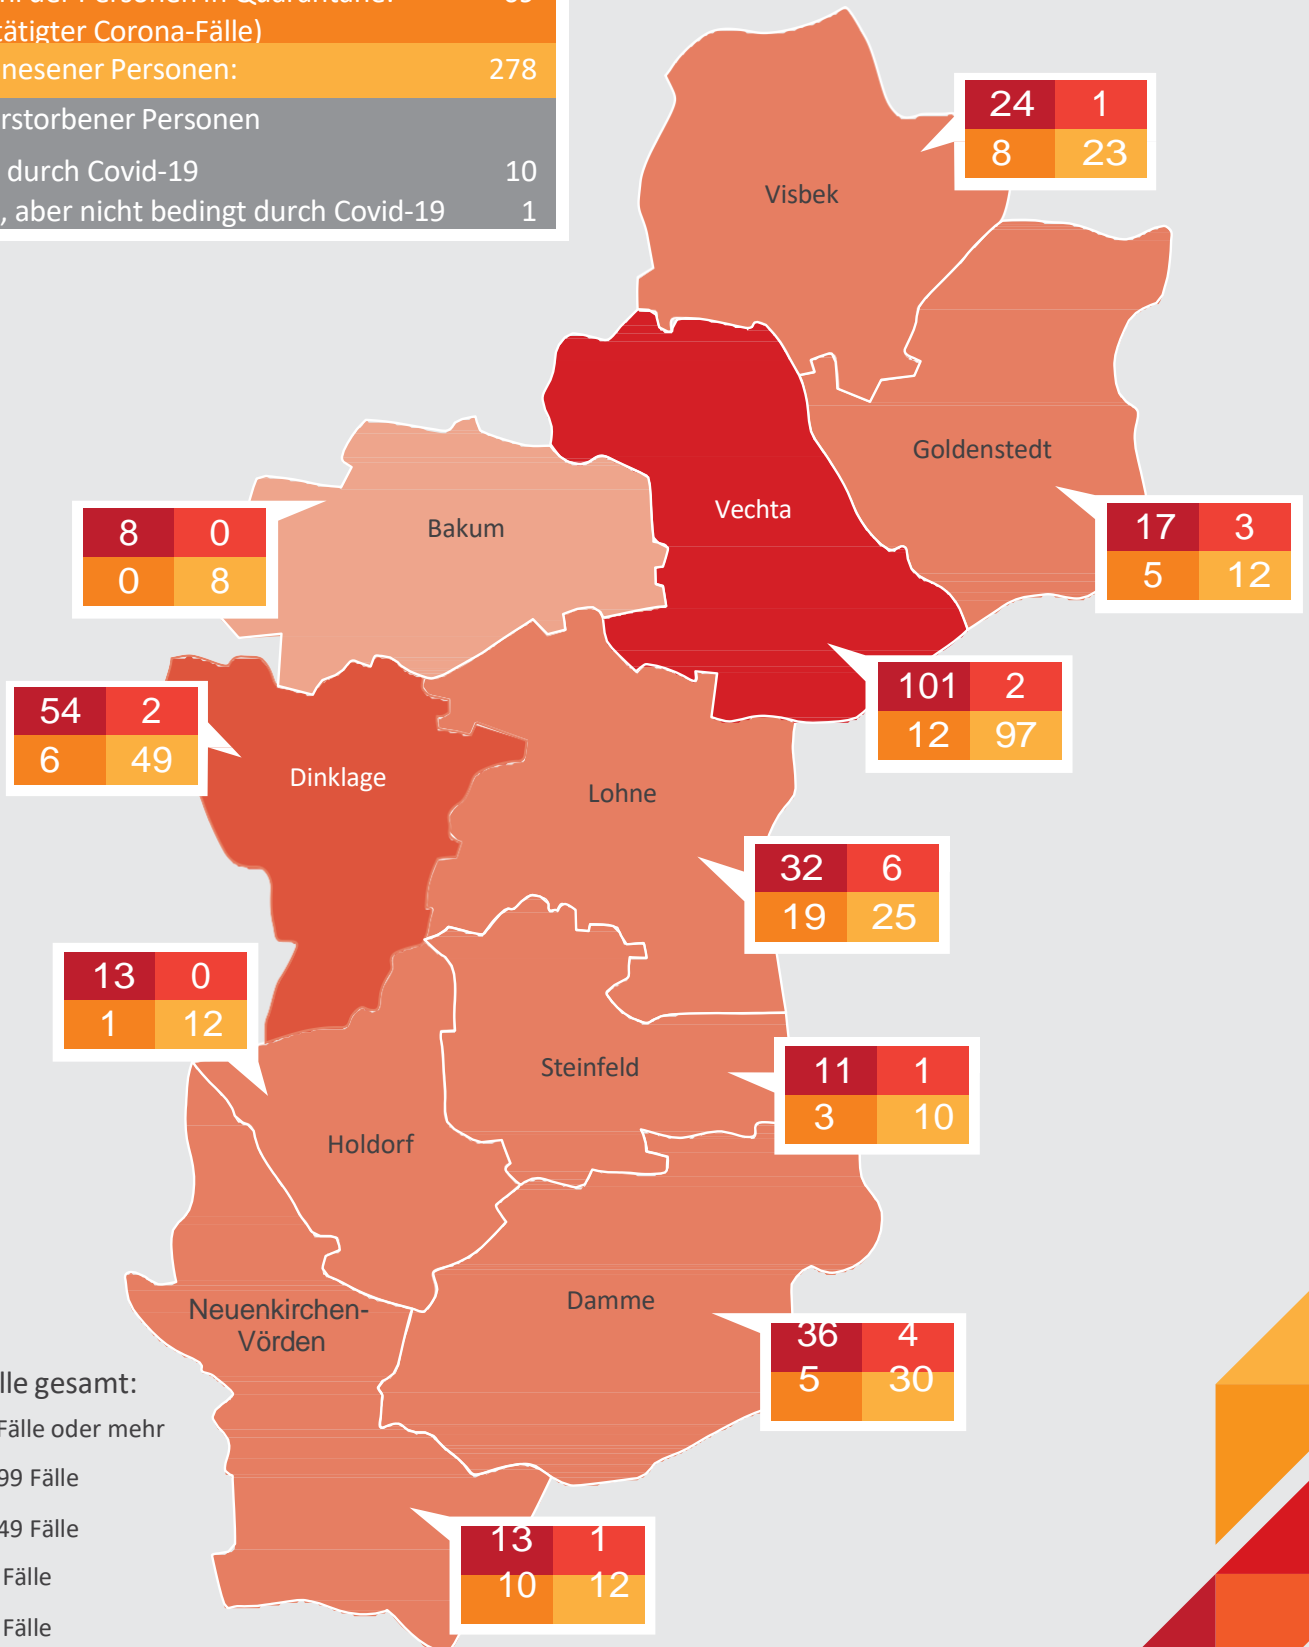 tätigter Corona-Fälle)
nesener Personen: 278
rstorbener Personen
durch Covid-19 10
, aber nicht bedingt durch Covid-19 1
24 1
8 23
Visbek
Goldenstedt
17 3
5 12
Vechta
Bakum
8 0
0 8
101 2
12 97
54 2
6 49
Dinklage
Lohne
32 6
19 25
13 0
1 12
Steinfeld
11 1
3 10
Holdorf
Neuenkirchen-
Vörden
Damme
36 4
5 30
lle gesamt:
Fälle oder mehr
99 Fälle
49 Fälle
Fälle
Fälle
13 1
10 12